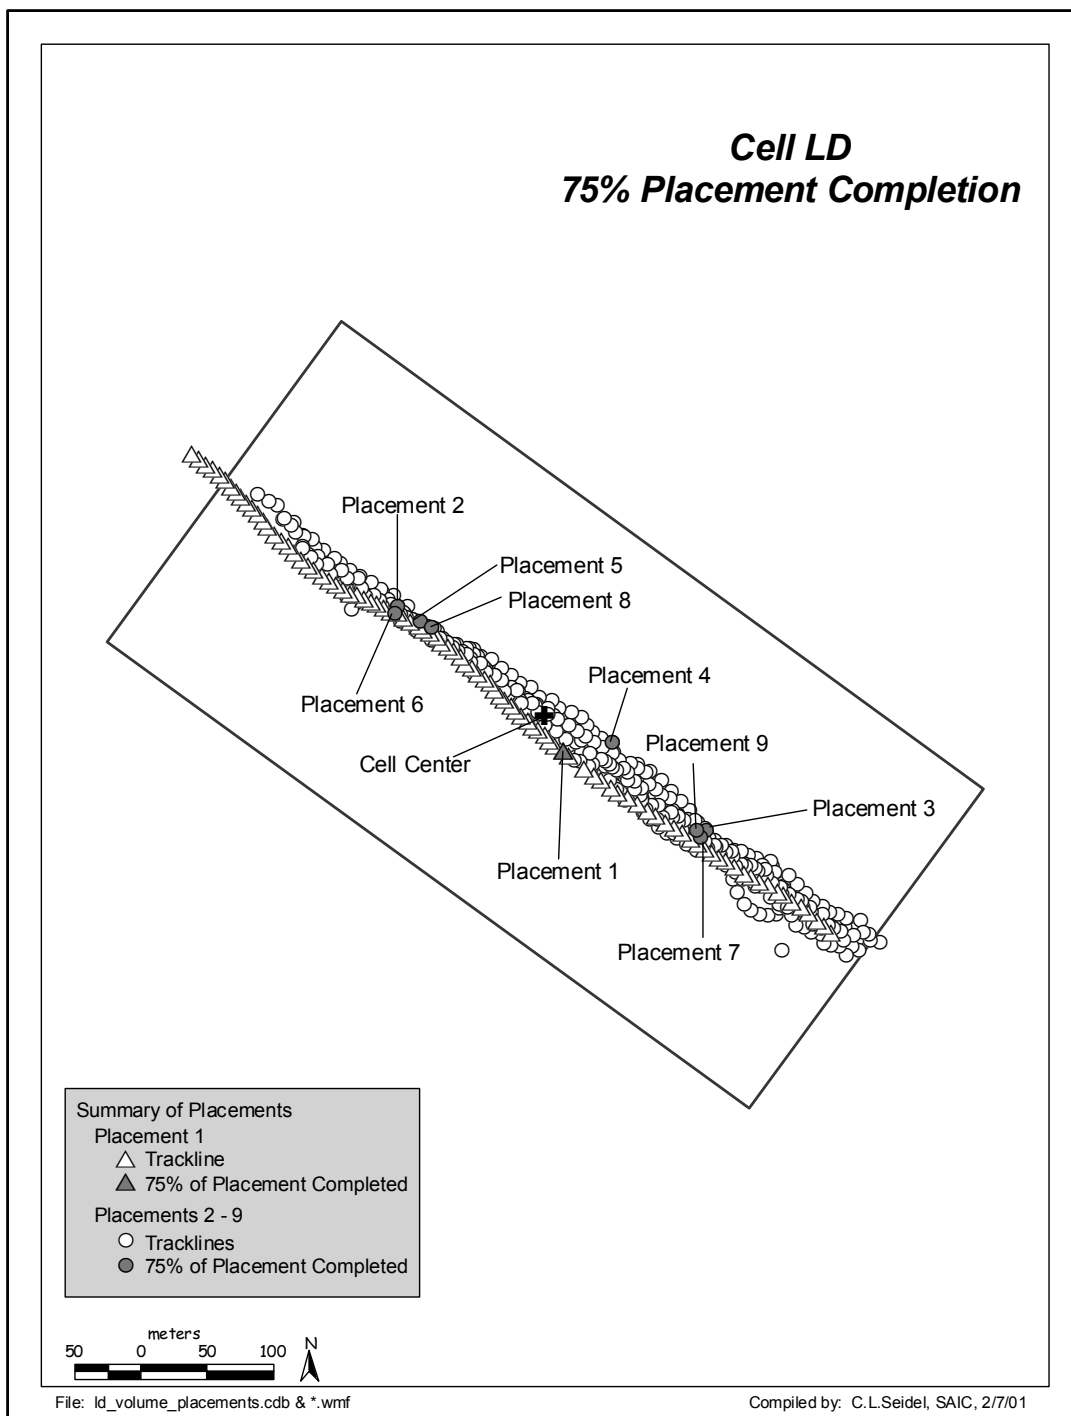 Cell LD
75% Placement Completion
Placement 2
Placement 5
Placement 8
Placement 6
Placement 4
Cell Center
Placement 9
Placement 3
Placement 1
Placement 7
Summary of Placements
Placement 1
Trackline
75% of Placement Completed
Placements 2 - 9
Tracklines
75% of Placement Completed
meters
50 0 50 100
N
File: ld_volume_placements.cdb & *.wmf
Compiled by: C.L.Seidel, SAIC, 2/7/01